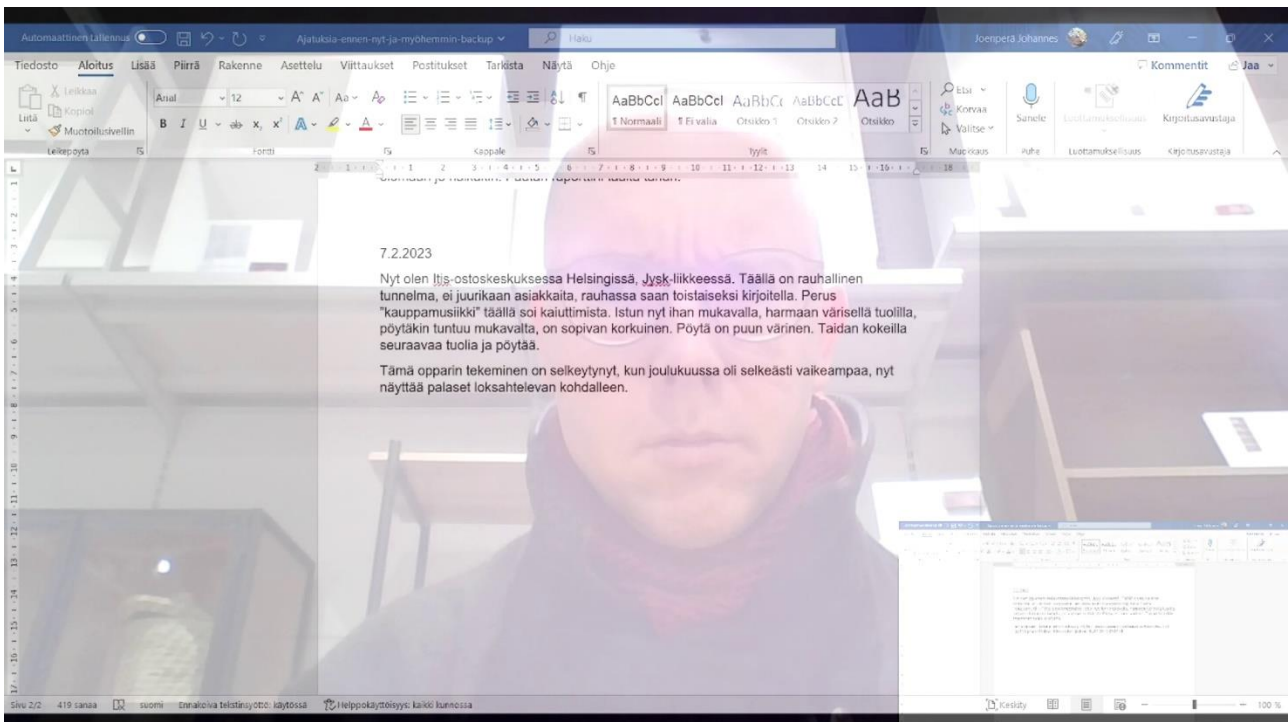 Automaattinen tallennus
Ajatuksia-ennen-nyt-ja-myöhemmin-backup
Haku
Joenperä Johannes
Tiedosto Aloitus Lisää Piirrä Rakenne Asettelu Viittaukset Postitukset Tarkista Näytä Ohje
Kommentit Jaa
Liitä
Leikkaa
Kopioi
Muotoilusivellin
Leikepöytä
Arial 12
Fontti
Kappale
AaBbCcI AaBbCcI AaBbCc AaBbCcC AaB
¶ Normaali ¶ Ei väliä Otsikko 1 Otsikko 2 Otsikko
Tyylit
Etsi
Korvaa
Valitse
Muokkaus
Sanele
Puhe
Luottamuksellisuus
Luottamuksellisuus
Kirjoitusavustaja
Kirjoitusavustaja
7.2.2023
Nyt olen Itis-ostoskeskuksessa Helsingissä, Jysk-liikkeessä. Täällä on rauhallinen
tunnelma, ei juurikaan asiakkaita, rauhassa saan toistaiseksi kirjoitella. Perus
"kauppamusiikki" täällä soi kaiuttimista. Istun nyt ihan mukavalla, harmaan värisellä tuolilla,
pöytäkin tuntuu mukavalta, on sopivan korkuinen. Pöytä on puun värinen. Taidan kokeilla
seuraavaa tuolia ja pöytää.
Tämä opparin tekeminen on selkeytynyt, kun joulukuussa oli selkeästi vaikeampaa, nyt
näyttää palaset loksahtelevan kohdalleen.
Sivu 2/2 419 sanaa suomi Ennakoiva tekstinsyöttö: käytössä Helppokäyttöisyys: kaikki kunnossa
Keskity
100 %